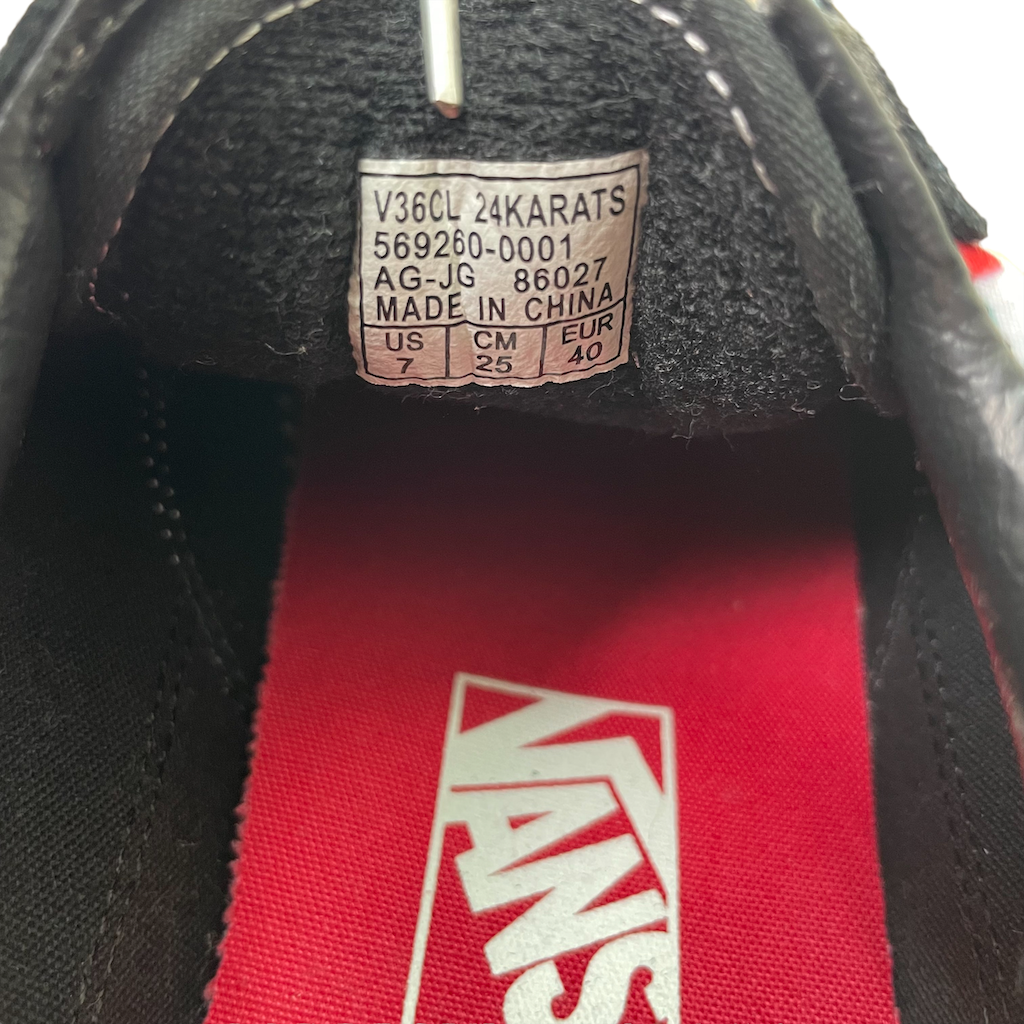 V36CL 24KARATS
569260-0001
AG-JG 86027
MADE IN CHINA
US CM EUR
7 25 40
VANS